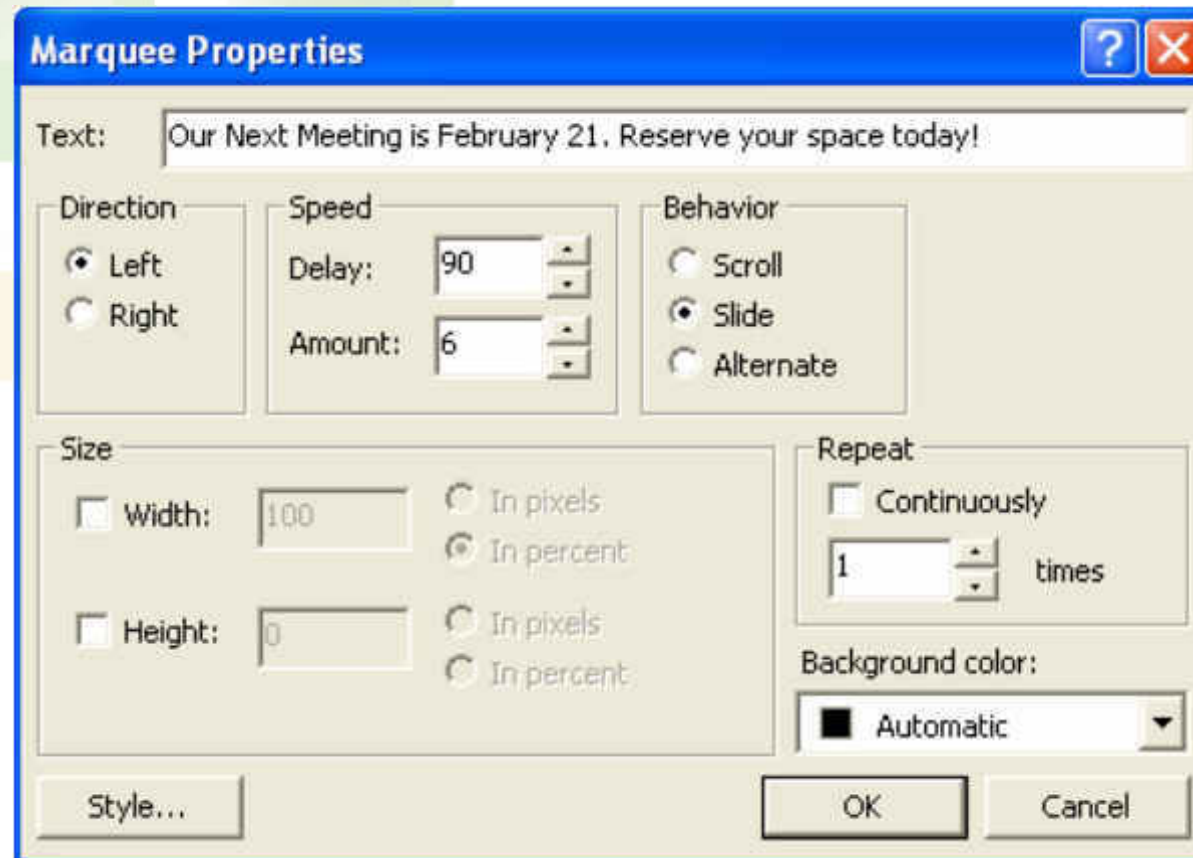 Marquee Properties
?
Text: Our Next Meeting is February 21. Reserve your space today!
Direction
Left
Right
Speed
Delay: 90
Amount: 6
Behavior
Scroll
Slide
Alternate
Size
Width: 100
In pixels
In percent
Height: 0
In pixels
In percent
Repeat
Continuously
1 times
Background color:
Automatic
Style...
OK
Cancel